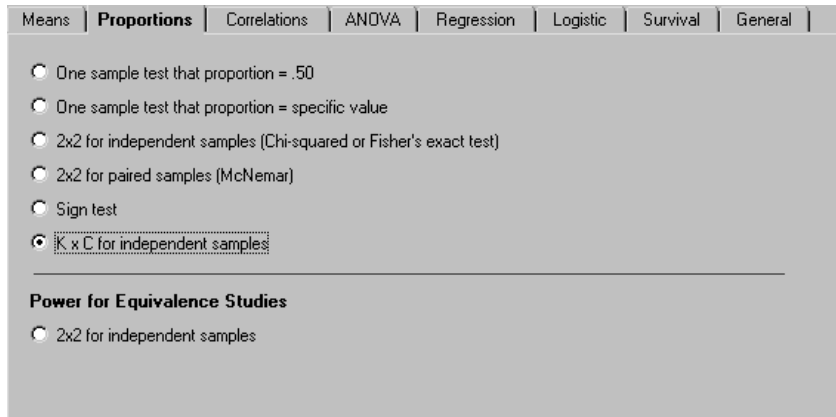 Means Proportions Correlations ANOVA Regression Logistic Survival General
One sample test that proportion = .50
One sample test that proportion = specific value
2x2 for independent samples (Chi-squared or Fisher's exact test)
2x2 for paired samples (McNemar)
Sign test
K x C for independent samples
Power for Equivalence Studies
2x2 for independent samples